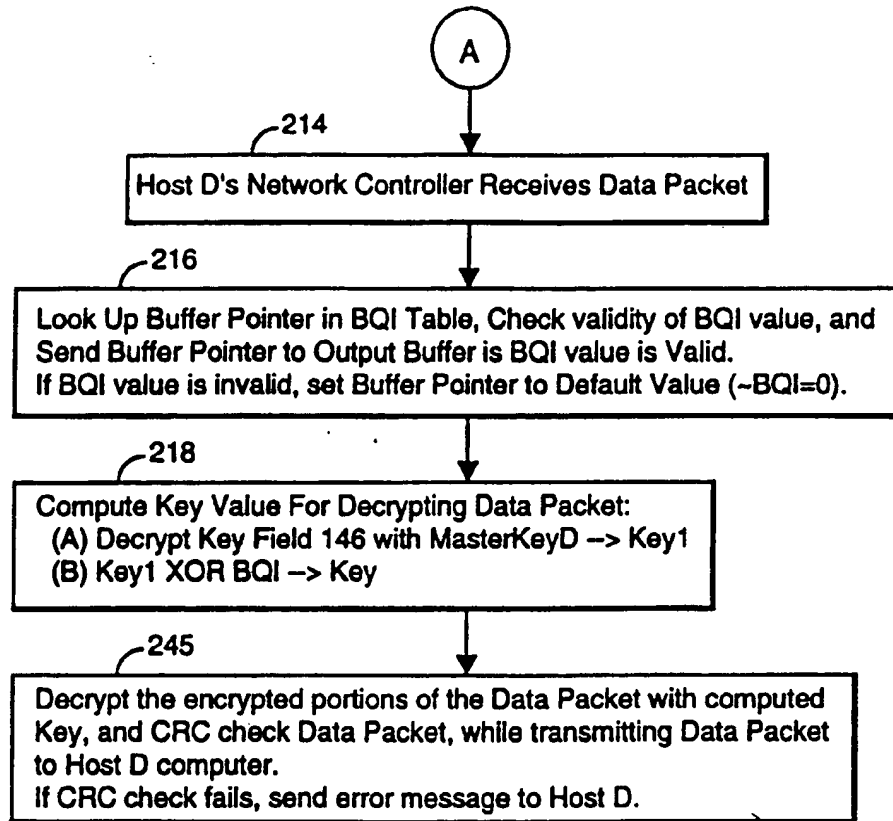 A
214
Host D's Network Controller Receives Data Packet
216
Look Up Buffer Pointer in BQI Table, Check validity of BQI value, and
Send Buffer Pointer to Output Buffer is BQI value is Valid.
If BQI value is invalid, set Buffer Pointer to Default Value (~BQI=0).
218
Compute Key Value For Decrypting Data Packet:
(A) Decrypt Key Field 146 with MasterKeyD --> Key1
(B) Key1 XOR BQI --> Key
245
Decrypt the encrypted portions of the Data Packet with computed
Key, and CRC check Data Packet, while transmitting Data Packet
to Host D computer.
If CRC check fails, send error message to Host D.